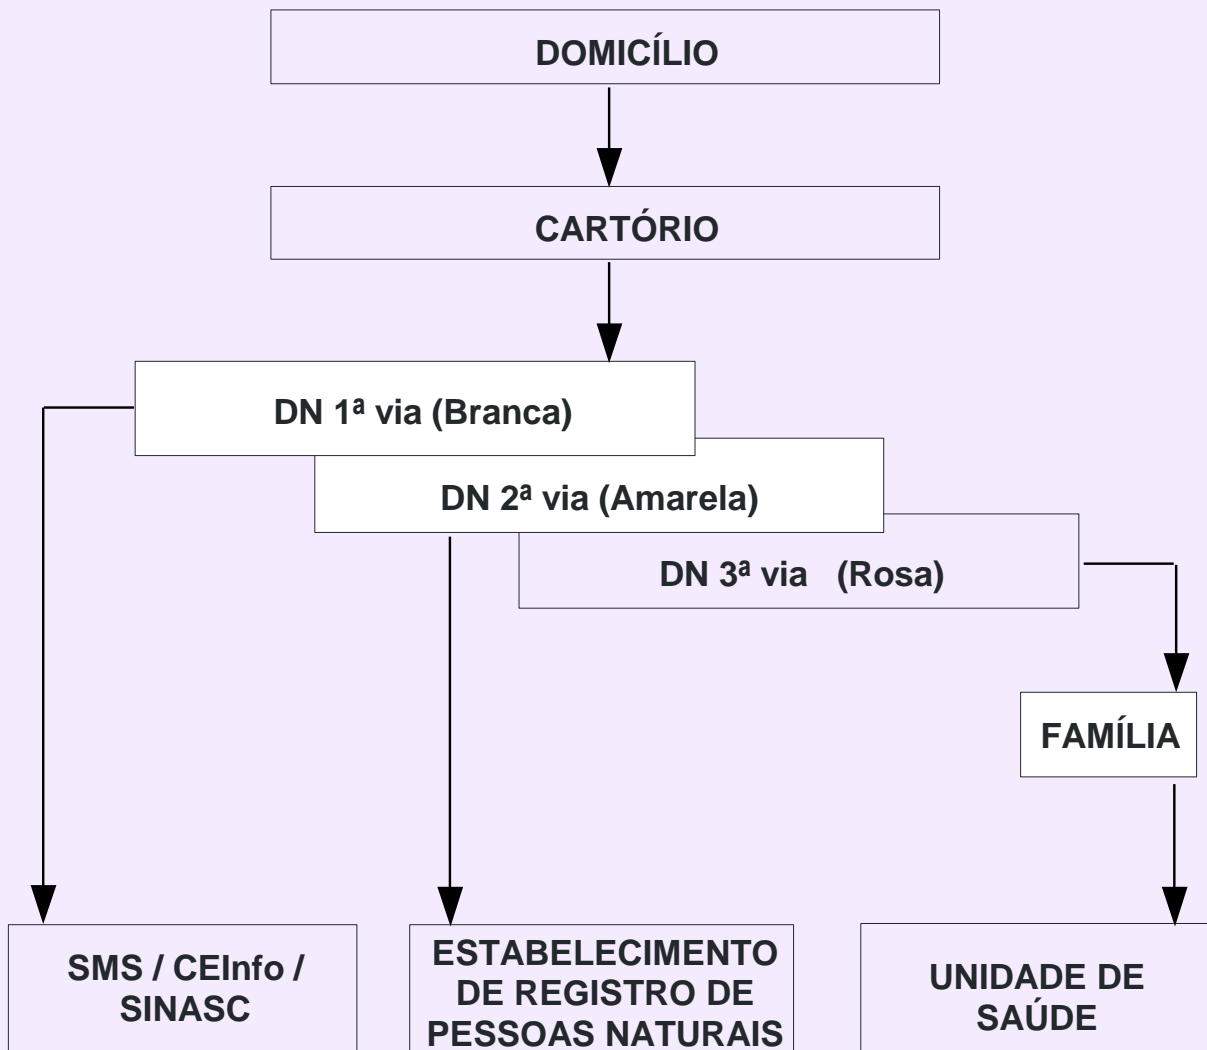 DOMICÍLIO
CARTÓRIO
DN 1ª via (Branca)
DN 2ª via (Amarela)
DN 3ª via (Rosa)
FAMÍLIA
SMS / CEInfo /
SINASC
ESTABELECIMENTO
DE REGISTRO DE
PESSOAS NATURAIS
UNIDADE DE
SAÚDE